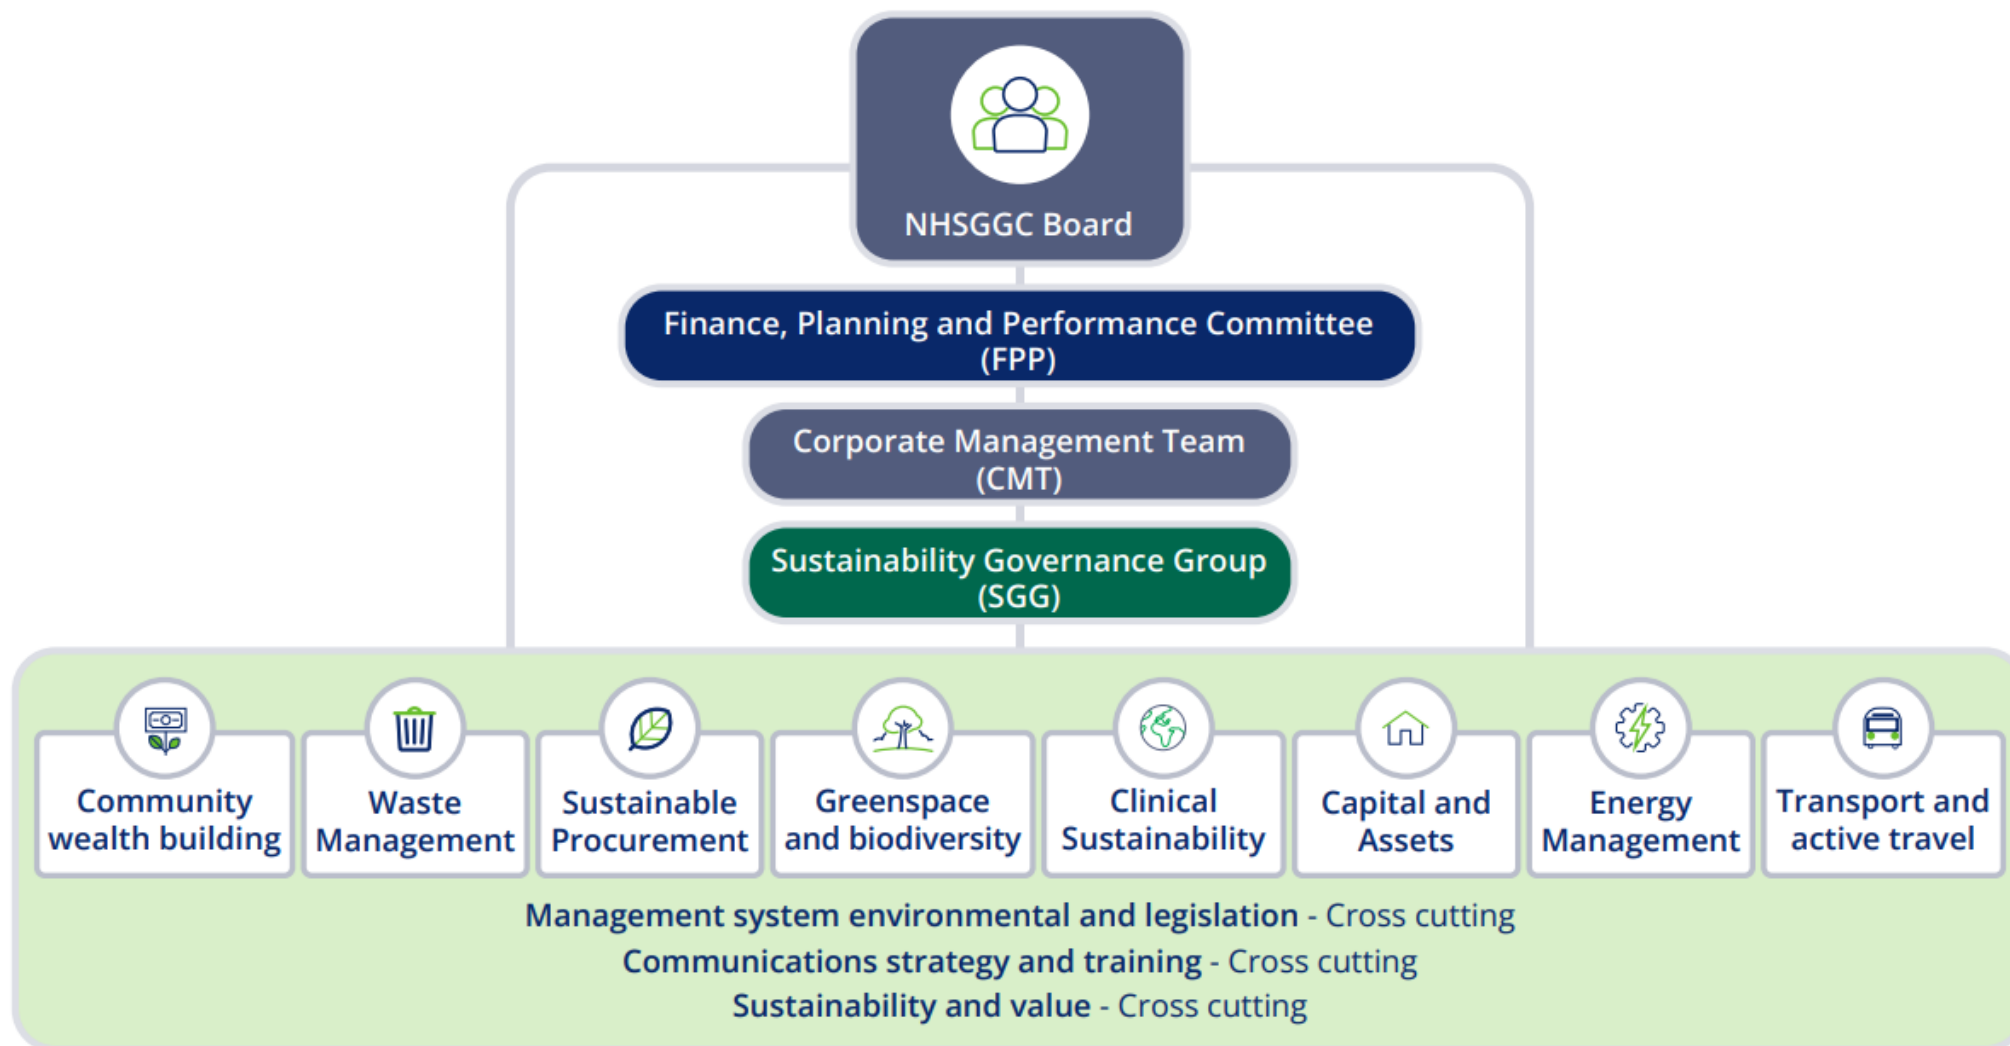 NHSGGC Board
Finance, Planning and Performance Committee
(FPP)
Corporate Management Team
(CMT)
Sustainability Governance Group
(SGG)
Community
wealth building
Waste
Management
Sustainable
Procurement
Greenspace
and biodiversity
Clinical
Sustainability
Capital and
Assets
Energy
Management
Transport and
active travel
Management system environmental and legislation - Cross cutting
Communications strategy and training - Cross cutting
Sustainability and value - Cross cutting